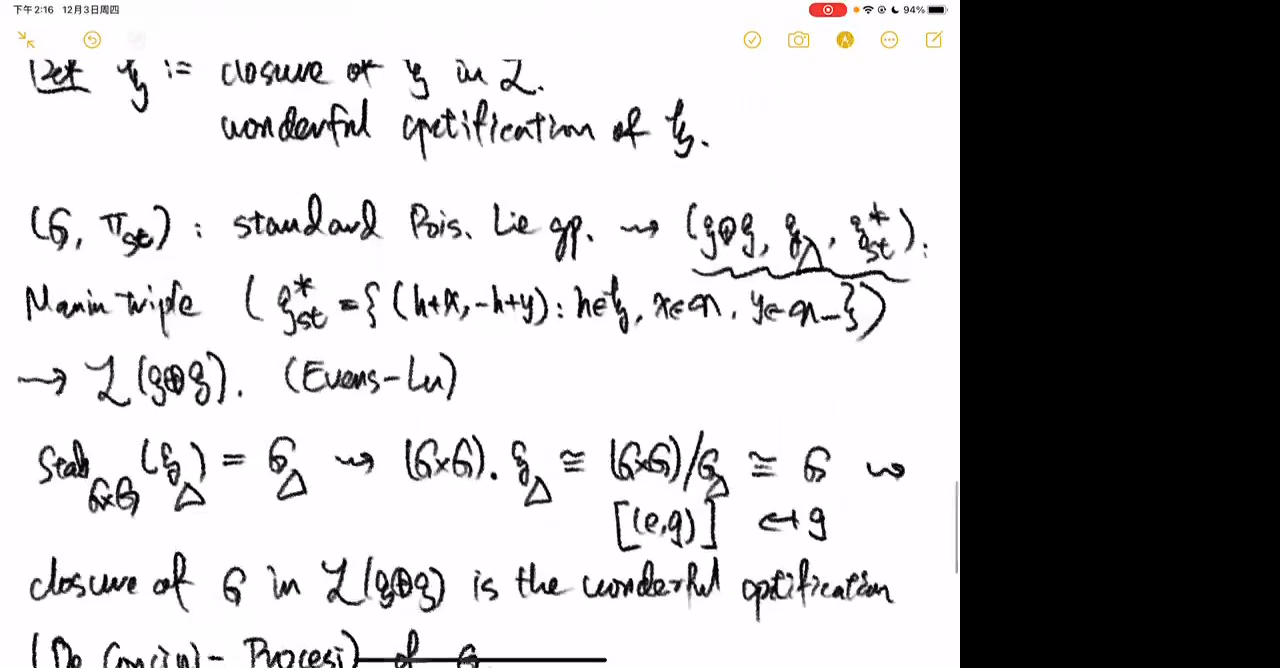 下午2:16 12月3日周四
94%
Def 𝔥̄ := closure of 𝔥 in ℒ.
wonderful cptification of 𝔥.
(G, π_st) : standard Pois. Lie gp. ⇝ (𝔤⊕𝔤, 𝔤_Δ, 𝔤*_st).
Manin triple ( 𝔤*_st = { (h+x, -h+y) : h∈𝔥, x∈𝔫, y∈𝔫_- } )
→ ℒ(𝔤⊕𝔤). (Evens-Lu)
Stab_{G×G} (𝔤_Δ) = G_Δ ⇝ (G×G).𝔤_Δ ≅ (G×G)/G_Δ ≅ G ⇝
[(e,g)] ↤ g
closure of G in ℒ(𝔤⊕𝔤) is the wonderful cptification
(De Concini - Procesi) of G